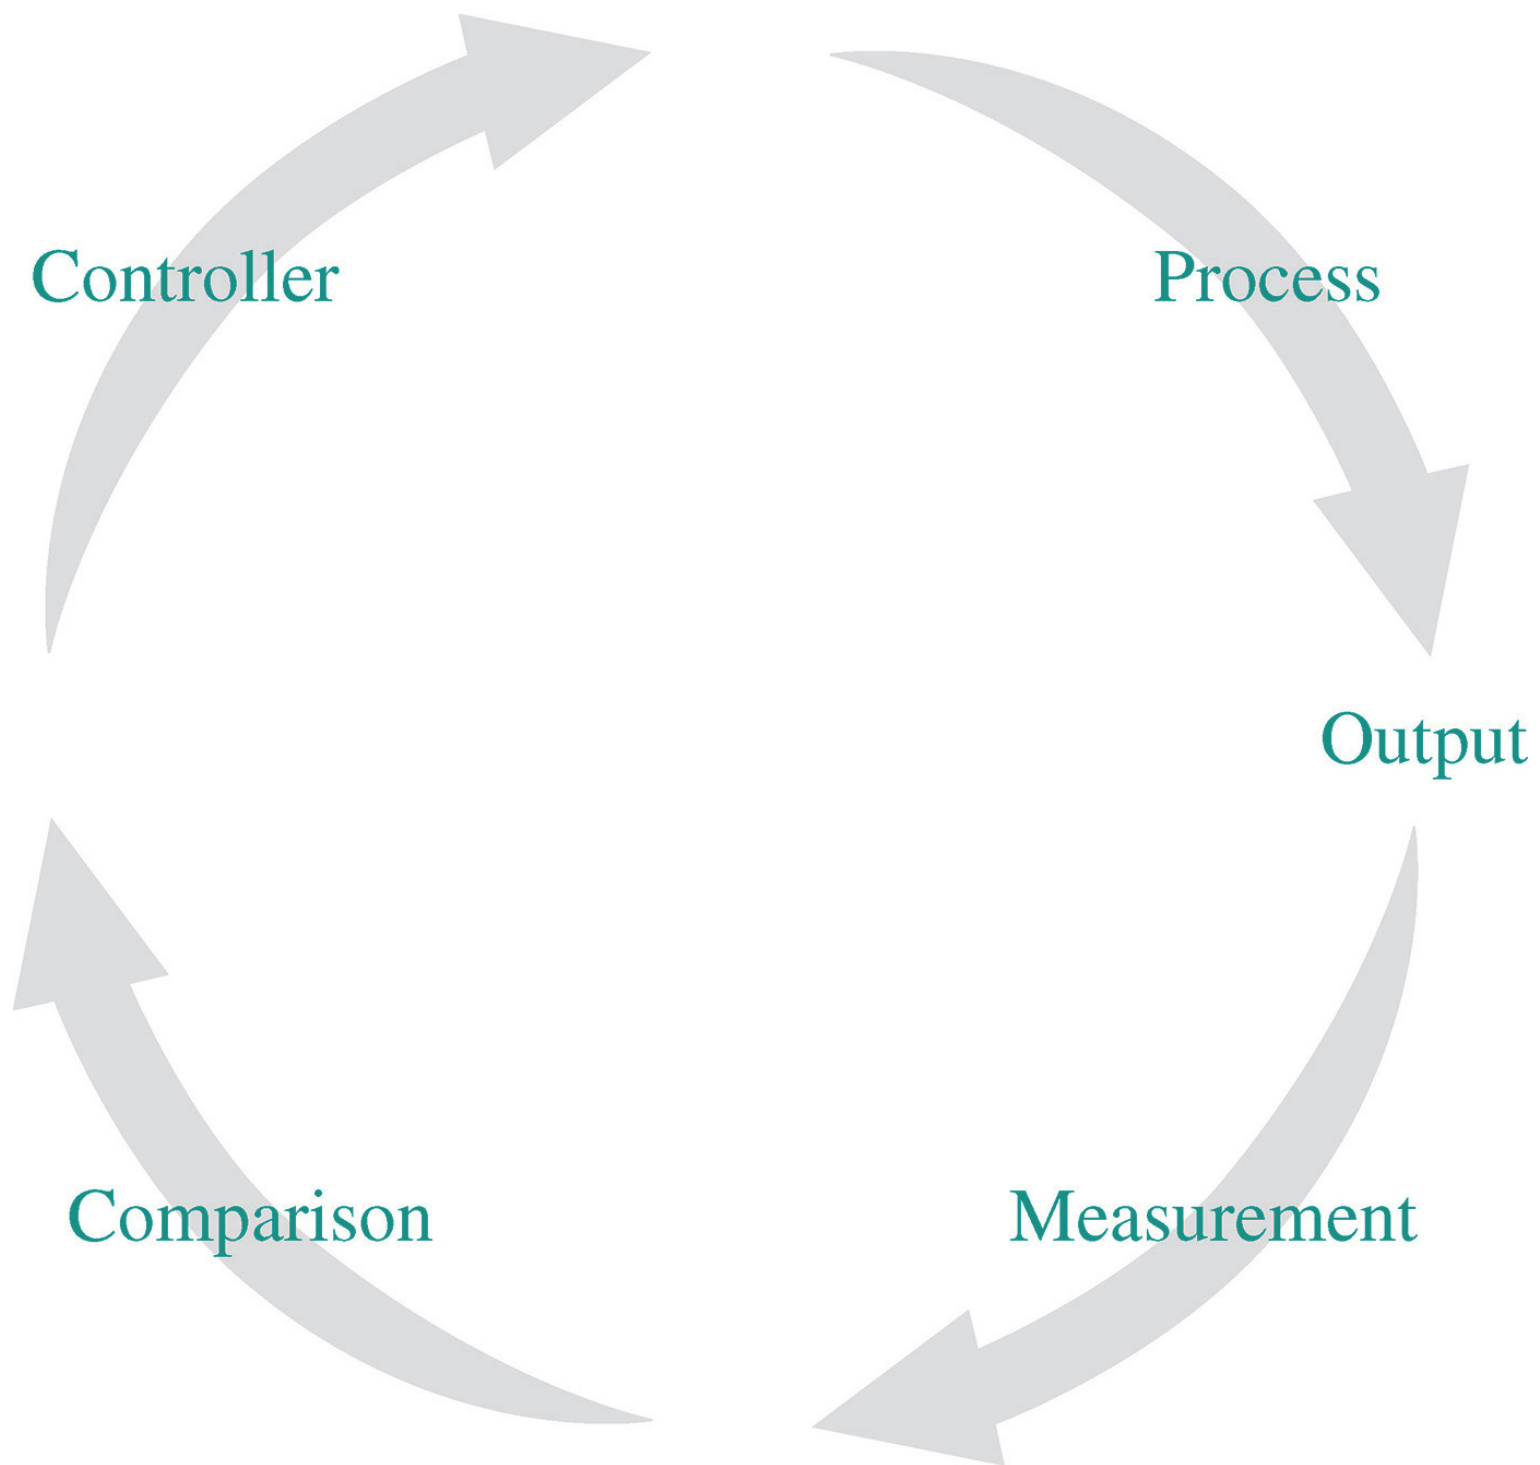 Controller
Process
Output
Comparison
Measurement